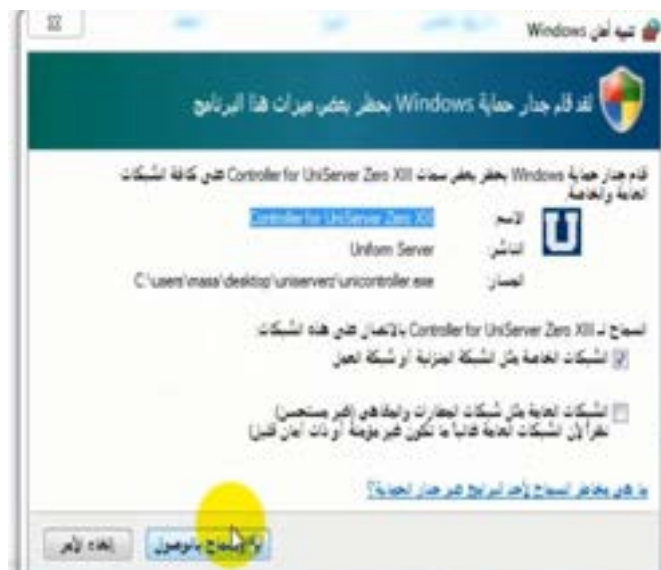 تنبيه أمان Windows
لقد قام جدار حماية Windows بحظر بعض ميزات هذا البرنامج
قام جدار حماية Windows بحظر بعض سمات Controller for UniServer Zero XIII على كافة الشبكات
العامة والخاصة.
الاسم: Controller for UniServer Zero XIII
الناشر: Uniform Server
المسار: C:\users\masa\desktop\uniserverz\unicontroller.exe
السماح لـ Controller for UniServer Zero XIII بالاتصال على هذه الشبكات:
الشبكات الخاصة مثل الشبكة المنزلية أو شبكة العمل
الشبكات العامة مثل شبكات المطارات والمقاهي (غير مستحسن)
نظراً لأن الشبكات العامة غالباً ما تكون غير مؤمنة أو ذات أمان قليل)
ما هي مخاطر السماح لأحد البرامج عبر جدار الحماية؟
السماح بالوصول
إلغاء الأمر